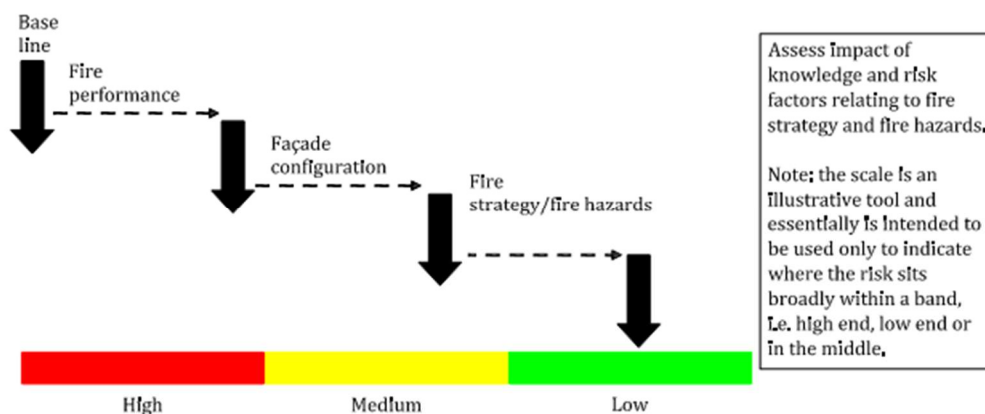 Base
line
Fire
performance
Façade
configuration
Fire
strategy/fire hazards
Assess impact of
knowledge and risk
factors relating to fire
strategy and fire hazards.
Note: the scale is an
illustrative tool and
essentially is intended to
be used only to indicate
where the risk sits
broadly within a band,
i.e. high end, low end or
in the middle.
High
Medium
Low